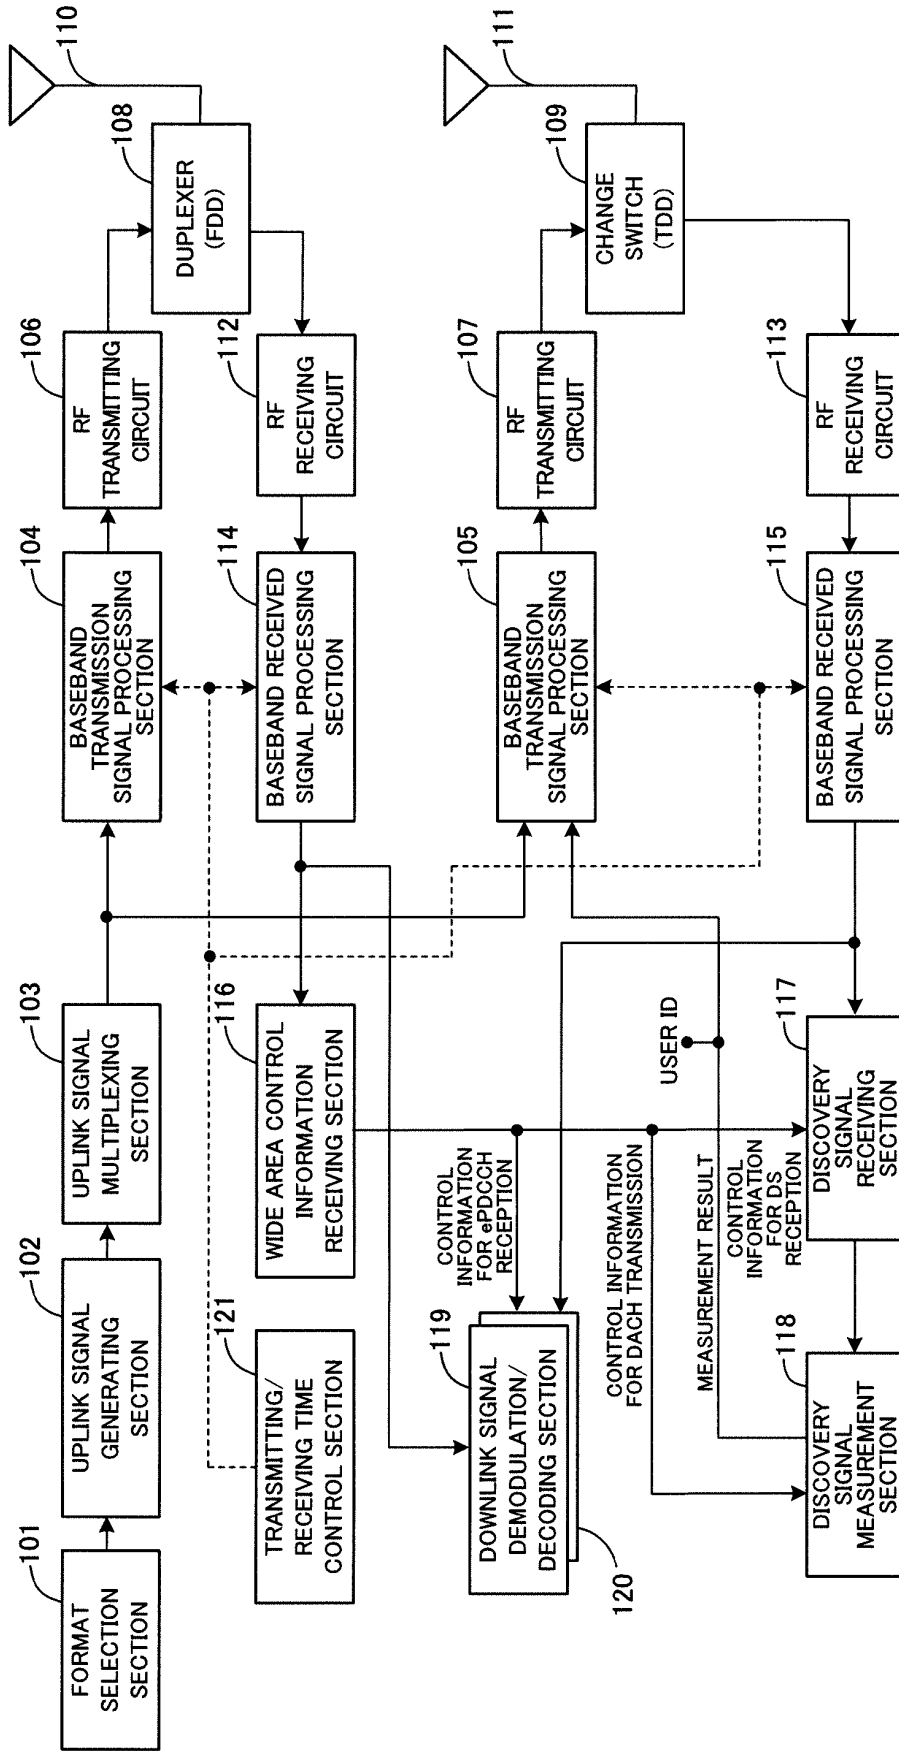 101
FORMAT
SELECTION
SECTION
102
UPLINK SIGNAL
GENERATING
SECTION
103
UPLINK SIGNAL
MULTIPLEXING
SECTION
104
BASEBAND
TRANSMISSION
SIGNAL PROCESSING
SECTION
106
RF
TRANSMITTING
CIRCUIT
108
DUPLEXER
(FDD)
110
121
TRANSMITTING/
RECEIVING TIME
CONTROL SECTION
116
WIDE AREA CONTROL
INFORMATION
RECEIVING SECTION
114
BASEBAND RECEIVED
SIGNAL PROCESSING
SECTION
112
RF
RECEIVING
CIRCUIT
119
DOWNLINK SIGNAL
DEMODULATION/
DECODING SECTION
120
CONTROL
INFORMATION
FOR ePDCCH
RECEPTION
105
BASEBAND
TRANSMISSION
SIGNAL PROCESSING
SECTION
107
RF
TRANSMITTING
CIRCUIT
109
CHANGE
SWITCH
(TDD)
111
CONTROL INFORMATION
FOR DACH TRANSMISSION
USER ID
MEASUREMENT RESULT
CONTROL
INFORMATION
FOR DS
RECEPTION
118
DISCOVERY
SIGNAL
MEASUREMENT
SECTION
117
DISCOVERY
SIGNAL
RECEIVING
SECTION
115
BASEBAND RECEIVED
SIGNAL PROCESSING
SECTION
113
RF
RECEIVING
CIRCUIT